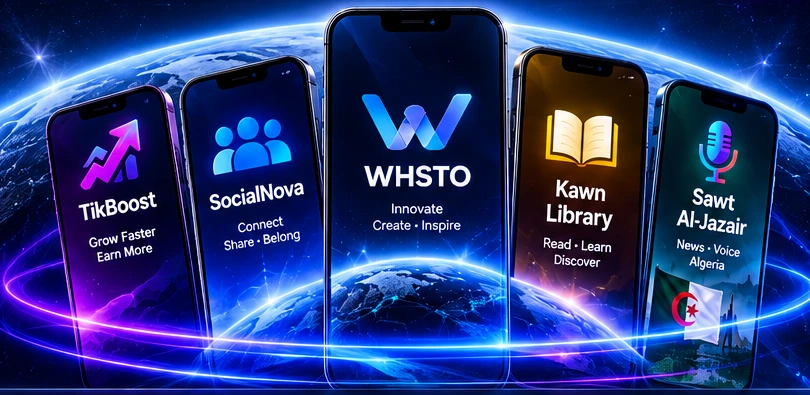 TikBoost
Grow Faster
Earn More
SocialNova
Connect
Share • Belong
WHSTO
Innovate
Create • Inspire
Kawn
Library
Read • Learn
Discover
Sawt
Al-Jazair
News • Voice
Algeria